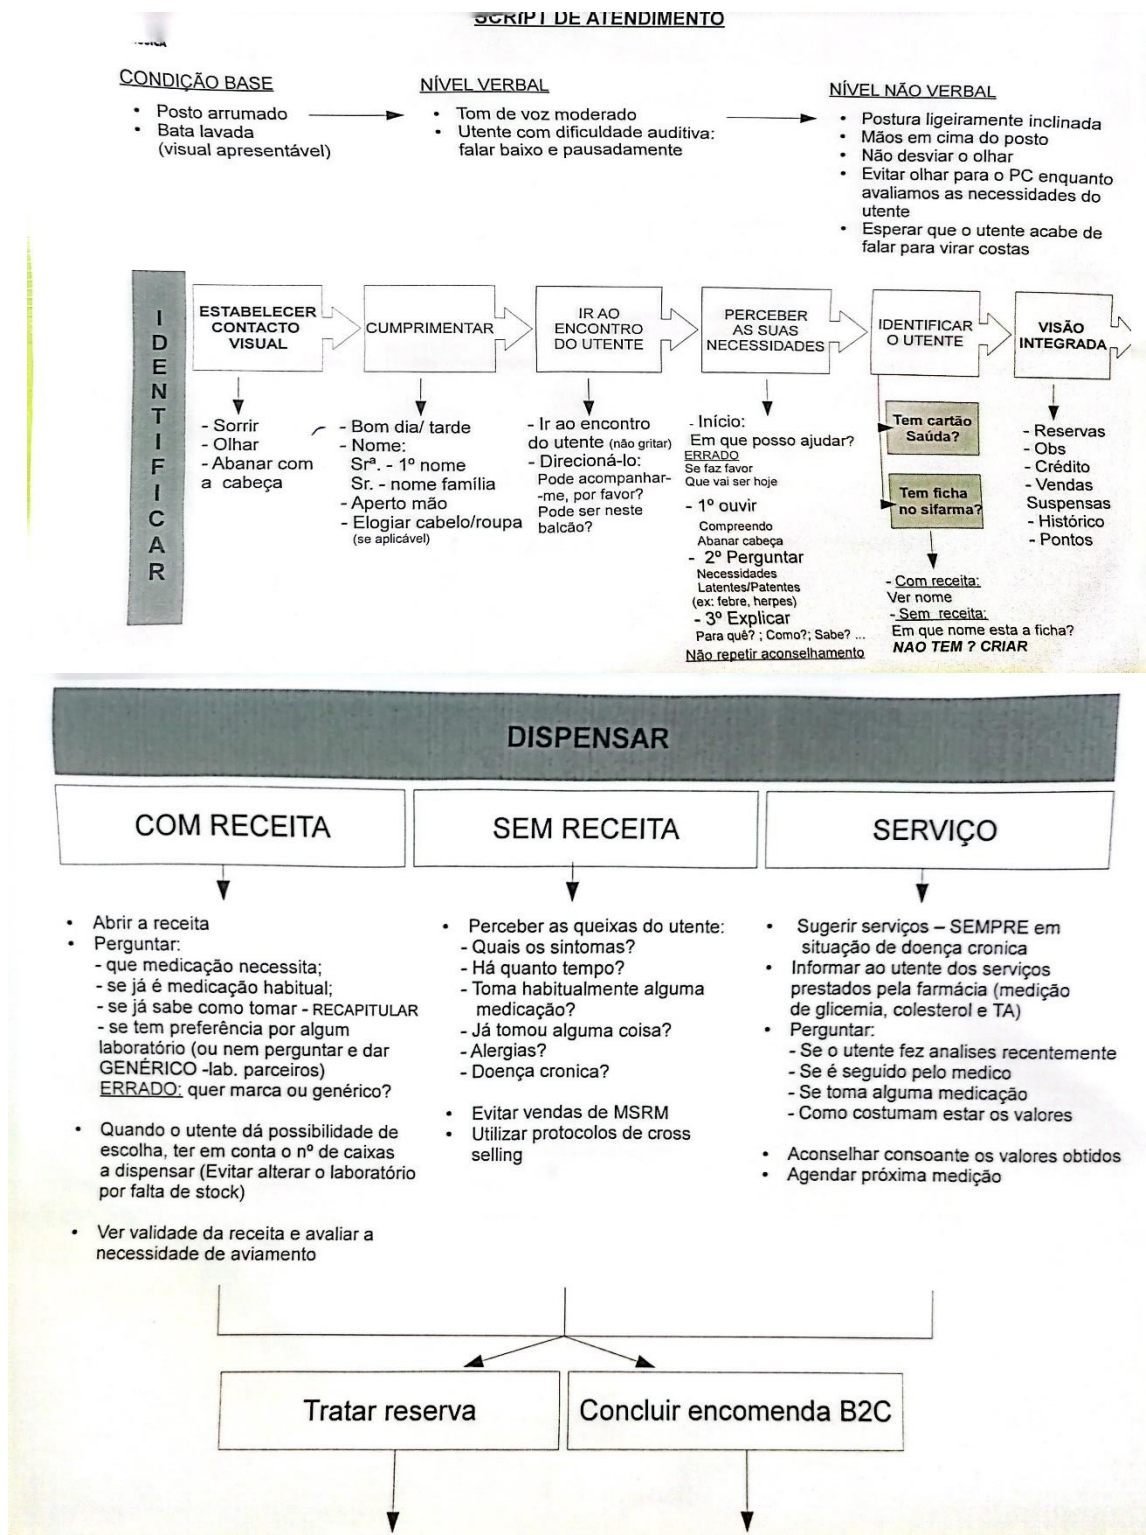 SCRIPT DE ATENDIMENTO
CONDIÇÃO BASE
• Posto arrumado
• Bata lavada
(visual apresentável)
NÍVEL VERBAL
• Tom de voz moderado
• Utente com dificuldade auditiva:
falar baixo e pausadamente
NÍVEL NÃO VERBAL
• Postura ligeiramente inclinada
• Mãos em cima do posto
• Não desviar o olhar
• Evitar olhar para o PC enquanto
avaliamos as necessidades do
utente
• Esperar que o utente acabe de
falar para virar costas
IDENTIFICAR
ESTABELECER
CONTACTO
VISUAL
- Sorrir
- Olhar
- Abanar com
a cabeça
CUMPRIMENTAR
- Bom dia/ tarde
- Nome:
Srª. - 1º nome
Sr. - nome família
- Aperto mão
- Elogiar cabelo/roupa
(se aplicável)
IR AO
ENCONTRO
DO UTENTE
- Ir ao encontro
do utente (não gritar)
- Direcioná-lo:
Pode acompanhar-
-me, por favor?
Pode ser neste
balcão?
PERCEBER
AS SUAS
NECESSIDADES
- Início:
Em que posso ajudar?
ERRADO
Se faz favor
Que vai ser hoje
- 1º ouvir
Compreendo
Abanar cabeça
- 2º Perguntar
Necessidades
Latentes/Patentes
(ex: febre, herpes)
- 3º Explicar
Para quê? ; Como?; Sabe? ...
Não repetir aconselhamento
IDENTIFICAR
O UTENTE
Tem cartão
Saúda?
Tem ficha
no sifarma?
- Com receita:
Ver nome
- Sem receita:
Em que nome esta a ficha?
NAO TEM ? CRIAR
VISÃO
INTEGRADA
- Reservas
- Obs
- Crédito
- Vendas
Suspensas
- Histórico
- Pontos
DISPENSAR
COM RECEITA
• Abrir a receita
• Perguntar:
- que medicação necessita;
- se já é medicação habitual;
- se já sabe como tomar - RECAPITULAR
- se tem preferência por algum
laboratório (ou nem perguntar e dar
GENÉRICO -lab. parceiros)
ERRADO: quer marca ou genérico?
• Quando o utente dá possibilidade de
escolha, ter em conta o nº de caixas
a dispensar (Evitar alterar o laboratório
por falta de stock)
• Ver validade da receita e avaliar a
necessidade de aviamento
SEM RECEITA
• Perceber as queixas do utente:
- Quais os sintomas?
- Há quanto tempo?
- Toma habitualmente alguma
medicação?
- Já tomou alguma coisa?
- Alergias?
- Doença cronica?
• Evitar vendas de MSRM
• Utilizar protocolos de cross
selling
SERVIÇO
• Sugerir serviços – SEMPRE em
situação de doença cronica
• Informar ao utente dos serviços
prestados pela farmácia (medição
de glicemia, colesterol e TA)
• Perguntar:
- Se o utente fez analises recentemente
- Se é seguido pelo medico
- Se toma alguma medicação
- Como costumam estar os valores
• Aconselhar consoante os valores obtidos
• Agendar próxima medição
Tratar reserva
Concluir encomenda B2C